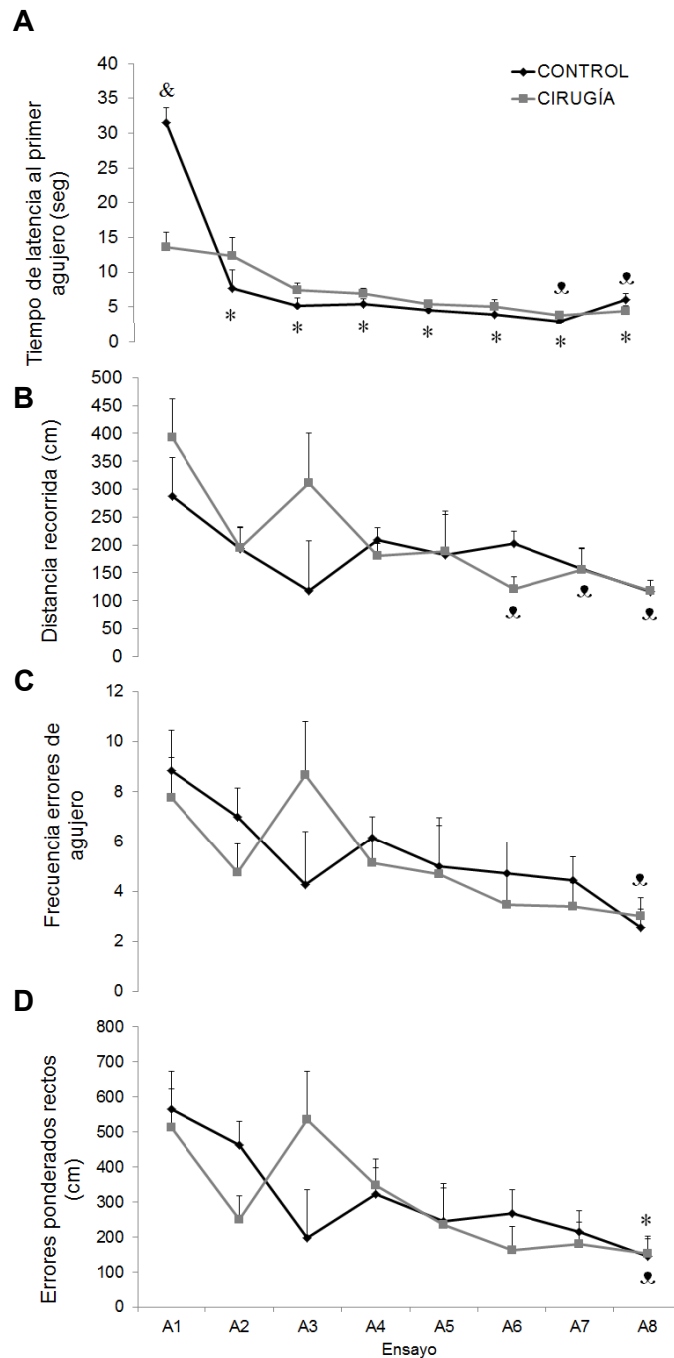 A
Tiempo de latencia al primer
agujero (seg)
40
35
30
25
20
15
10
5
0
&
CONTROL
CIRUGÍA
* * * * * * *
B
Distancia recorrida (cm)
500
450
400
350
300
250
200
150
100
50
0
C
Frecuencia errores de
agujero
12
10
8
6
4
2
0
D
Errores ponderados rectos
(cm)
800
700
600
500
400
300
200
100
0
*
A1 A2 A3 A4 A5 A6 A7 A8
Ensayo